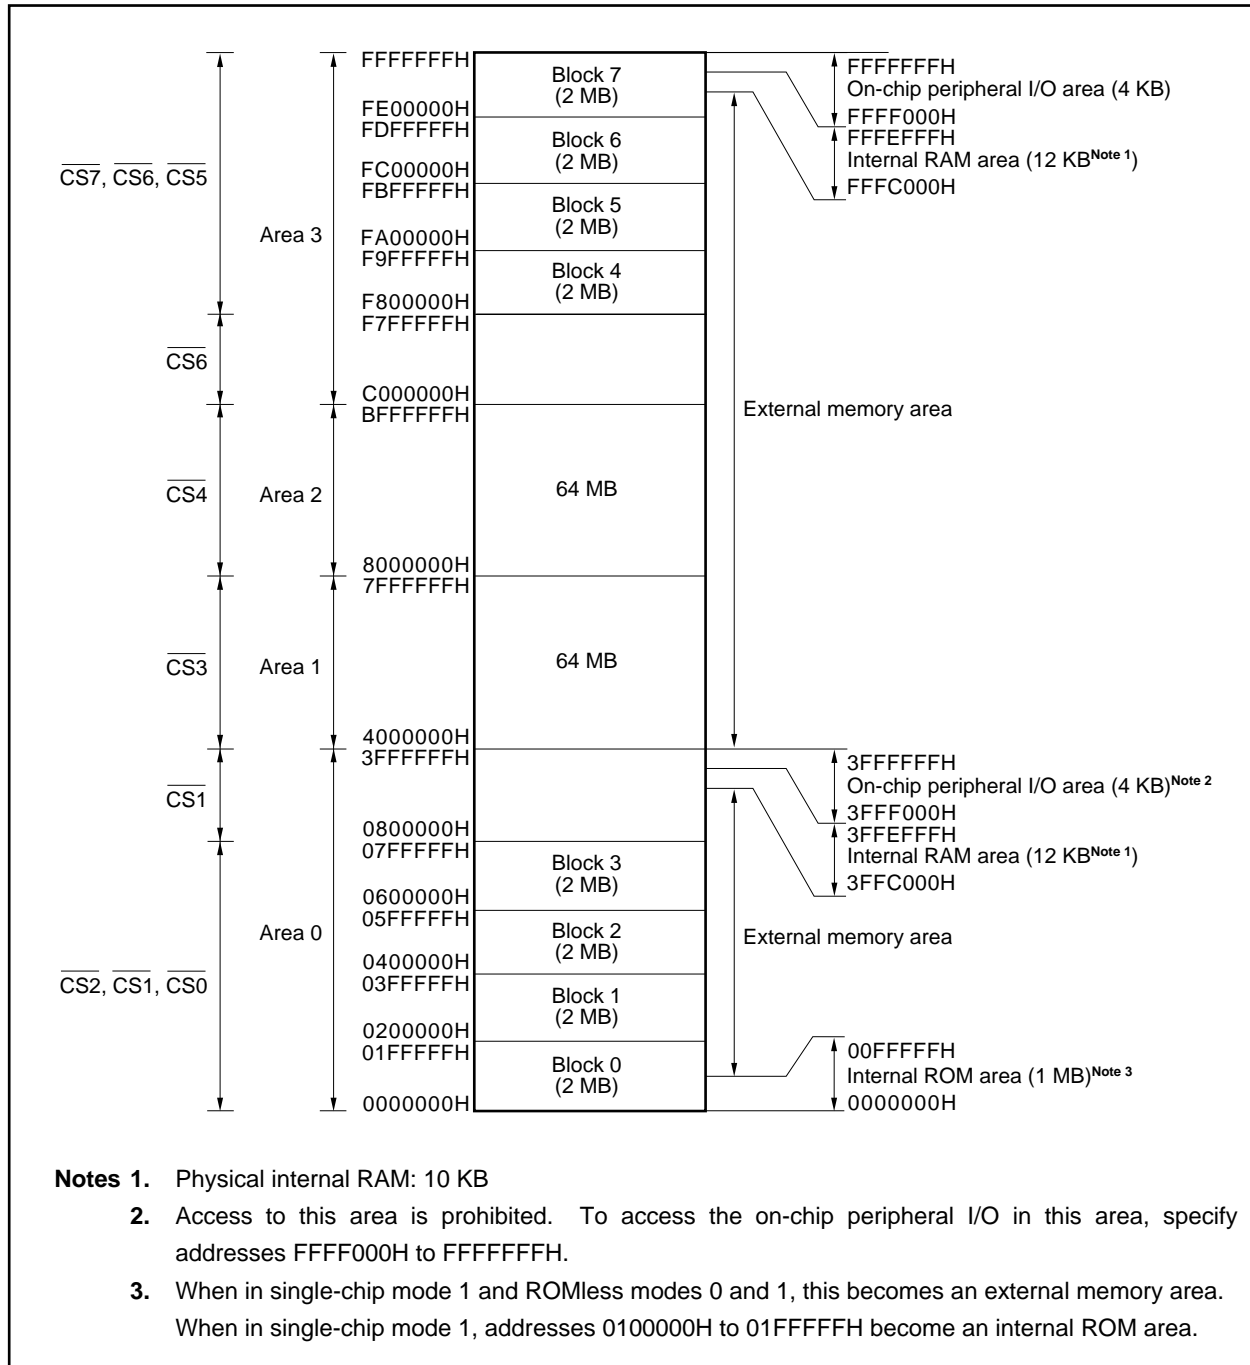 FFFFFFFH
Block 7
(2 MB)
FE00000H
FDFFFFFH
Block 6
(2 MB)
FC00000H
FBFFFFFH
Block 5
(2 MB)
FA00000H
F9FFFFFH
Block 4
(2 MB)
F800000H
F7FFFFFH
C000000H
BFFFFFFH
64 MB
8000000H
7FFFFFFH
64 MB
4000000H
3FFFFFFH
0800000H
07FFFFFH
Block 3
(2 MB)
0600000H
05FFFFFH
Block 2
(2 MB)
0400000H
03FFFFFH
Block 1
(2 MB)
0200000H
01FFFFFH
Block 0
(2 MB)
0000000H
CS7, CS6, CS5
CS6
CS4
CS3
CS1
CS2, CS1, CS0
Area 3
Area 2
Area 1
Area 0
FFFFFFFH
On-chip peripheral I/O area (4 KB)
FFFF000H
FFFEFFFH
Internal RAM area (12 KB Note 1)
FFFC000H
External memory area
3FFFFFFH
On-chip peripheral I/O area (4 KB) Note 2
3FFF000H
3FFEFFFH
Internal RAM area (12 KB Note 1)
3FFC000H
External memory area
00FFFFFH
Internal ROM area (1 MB) Note 3
0000000H
Notes 1. Physical internal RAM: 10 KB
2. Access to this area is prohibited. To access the on-chip peripheral I/O in this area, specify
addresses FFFF000H to FFFFFFFH.
3. When in single-chip mode 1 and ROMless modes 0 and 1, this becomes an external memory area.
When in single-chip mode 1, addresses 0100000H to 01FFFFFH become an internal ROM area.